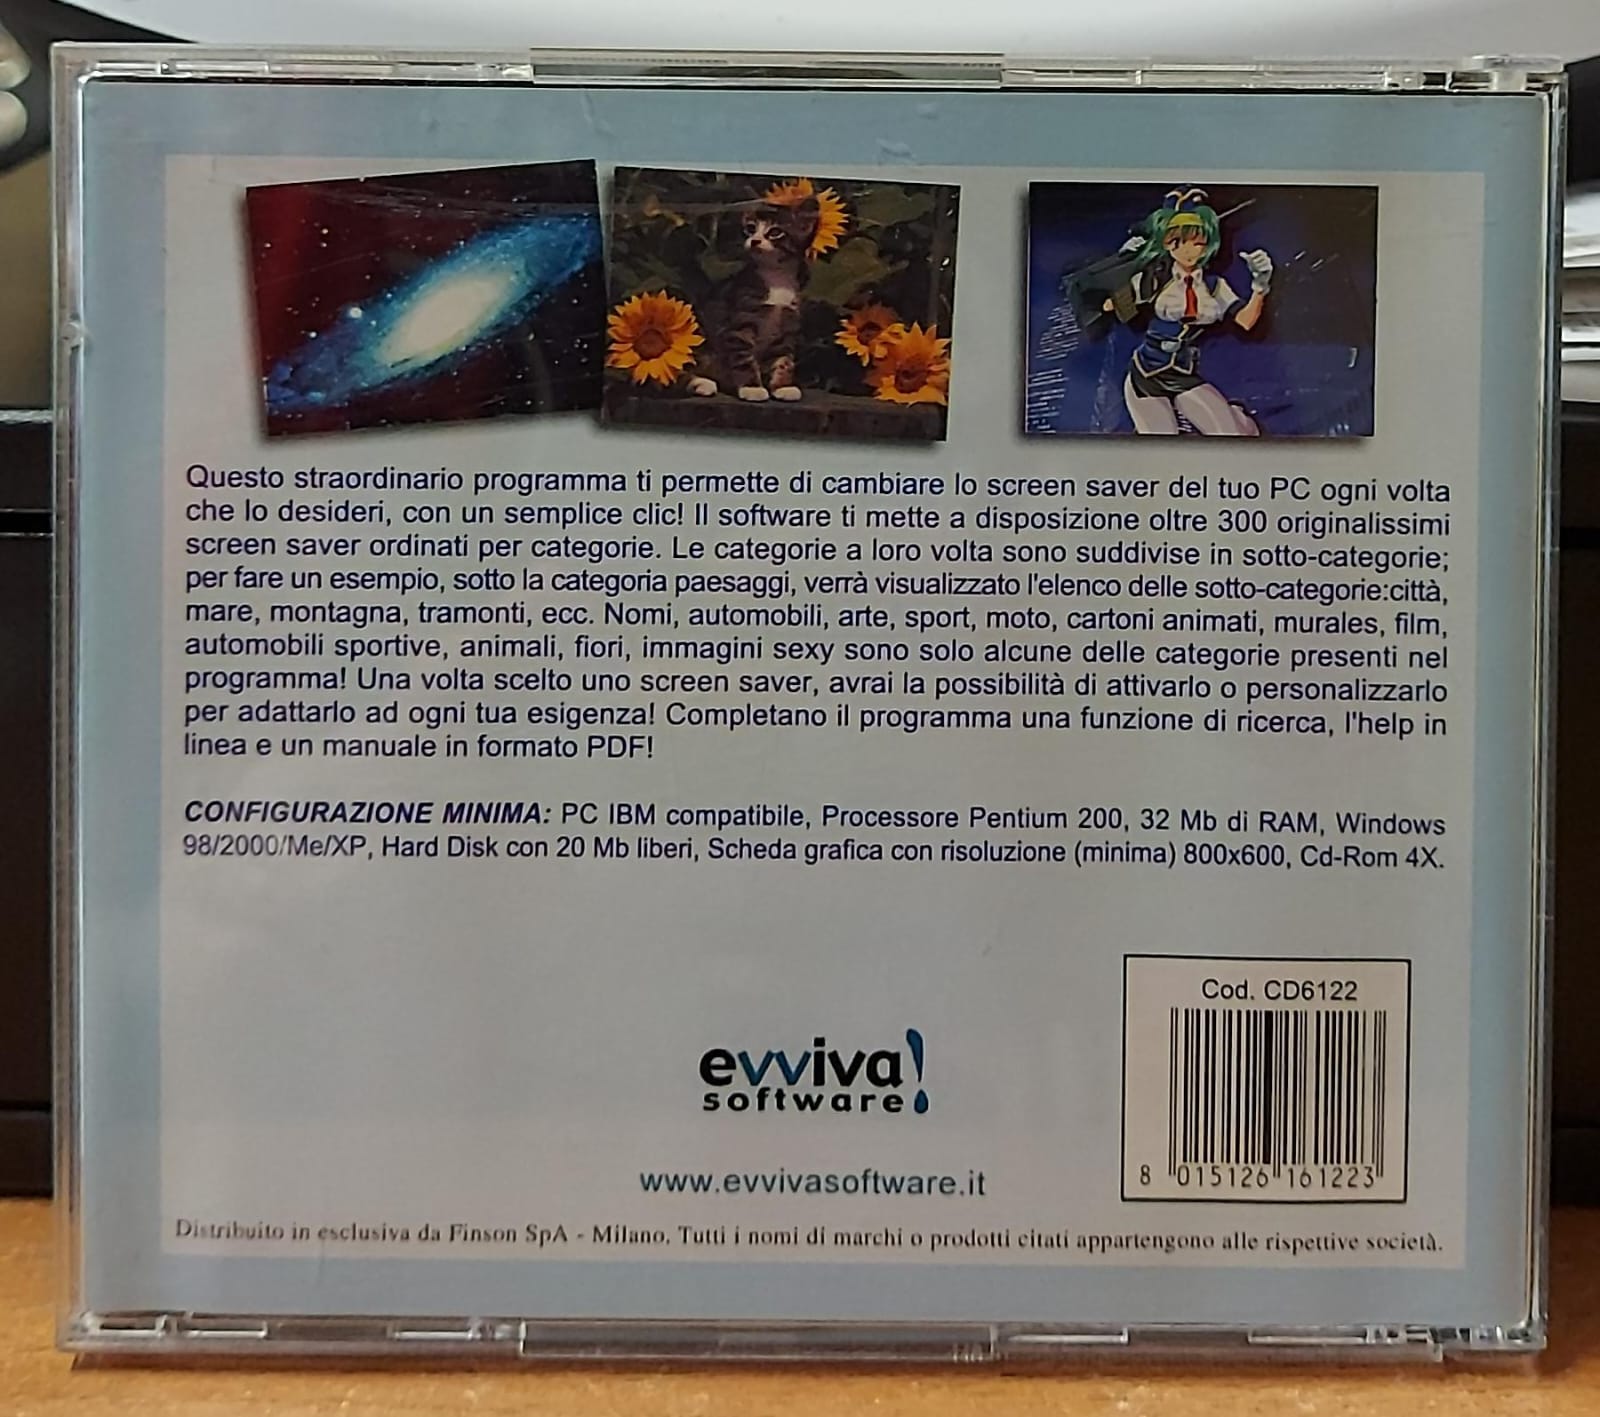 Questo straordinario programma ti permette di cambiare lo screen saver del tuo PC ogni volta
che lo desideri, con un semplice clic! Il software ti mette a disposizione oltre 300 originalissimi
screen saver ordinati per categorie. Le categorie a loro volta sono suddivise in sotto-categorie;
per fare un esempio, sotto la categoria paesaggi, verrà visualizzato l'elenco delle sotto-categorie:città,
mare, montagna, tramonti, ecc. Nomi, automobili, arte, sport, moto, cartoni animati, murales, film,
automobili sportive, animali, fiori, immagini sexy sono solo alcune delle categorie presenti nel
programma! Una volta scelto uno screen saver, avrai la possibilità di attivarlo o personalizzarlo
per adattarlo ad ogni tua esigenza! Completano il programma una funzione di ricerca, l'help in
linea e un manuale in formato PDF!
CONFIGURAZIONE MINIMA: PC IBM compatibile, Processore Pentium 200, 32 Mb di RAM, Windows
98/2000/Me/XP, Hard Disk con 20 Mb liberi, Scheda grafica con risoluzione (minima) 800x600, Cd-Rom 4X.
Cod. CD6122
8 015126 161223
evviva!
software
www.evvivasoftware.it
Distribuito in esclusiva da Finson SpA - Milano. Tutti i nomi di marchi o prodotti citati appartengono alle rispettive società.